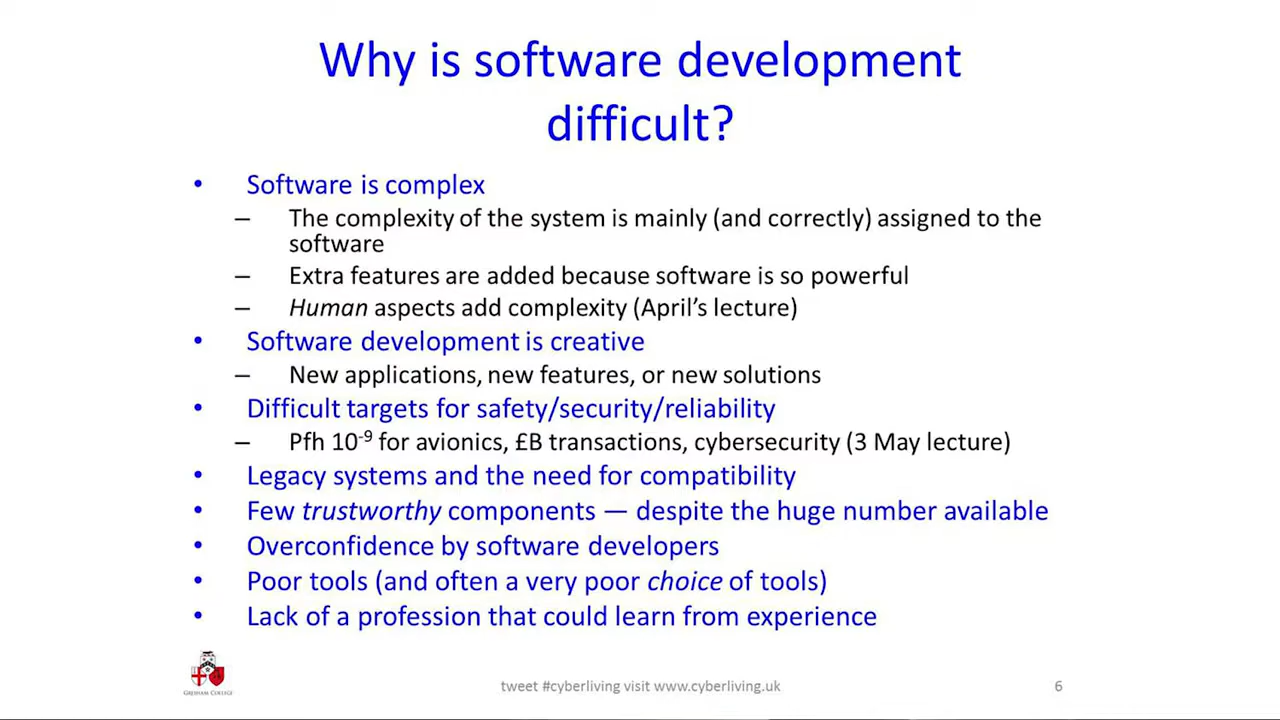 Why is software development
difficult?
• Software is complex
– The complexity of the system is mainly (and correctly) assigned to the
software
– Extra features are added because software is so powerful
– Human aspects add complexity (April’s lecture)
• Software development is creative
– New applications, new features, or new solutions
• Difficult targets for safety/security/reliability
– Pfh 10⁻⁹ for avionics, £B transactions, cybersecurity (3 May lecture)
• Legacy systems and the need for compatibility
• Few trustworthy components — despite the huge number available
• Overconfidence by software developers
• Poor tools (and often a very poor choice of tools)
• Lack of a profession that could learn from experience
GRESHAM COLLEGE
tweet #cyberliving visit www.cyberliving.uk
6